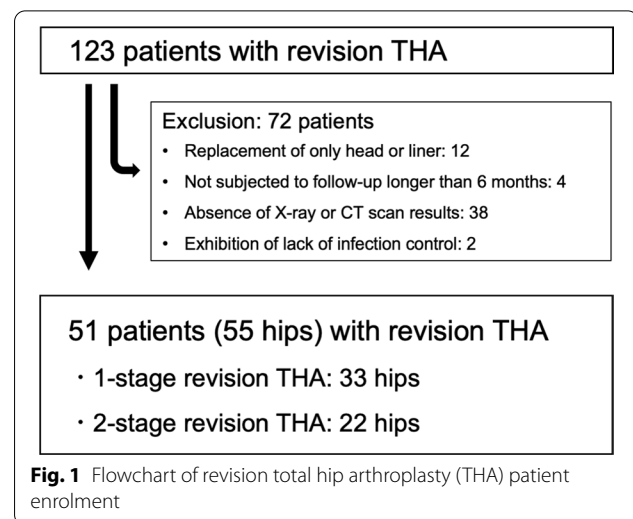 123 patients with revision THA
Exclusion: 72 patients
• Replacement of only head or liner: 12
• Not subjected to follow-up longer than 6 months: 4
• Absence of X-ray or CT scan results: 38
• Exhibition of lack of infection control: 2
51 patients (55 hips) with revision THA
・1-stage revision THA: 33 hips
・2-stage revision THA: 22 hips
Fig. 1 Flowchart of revision total hip arthroplasty (THA) patient
enrolment